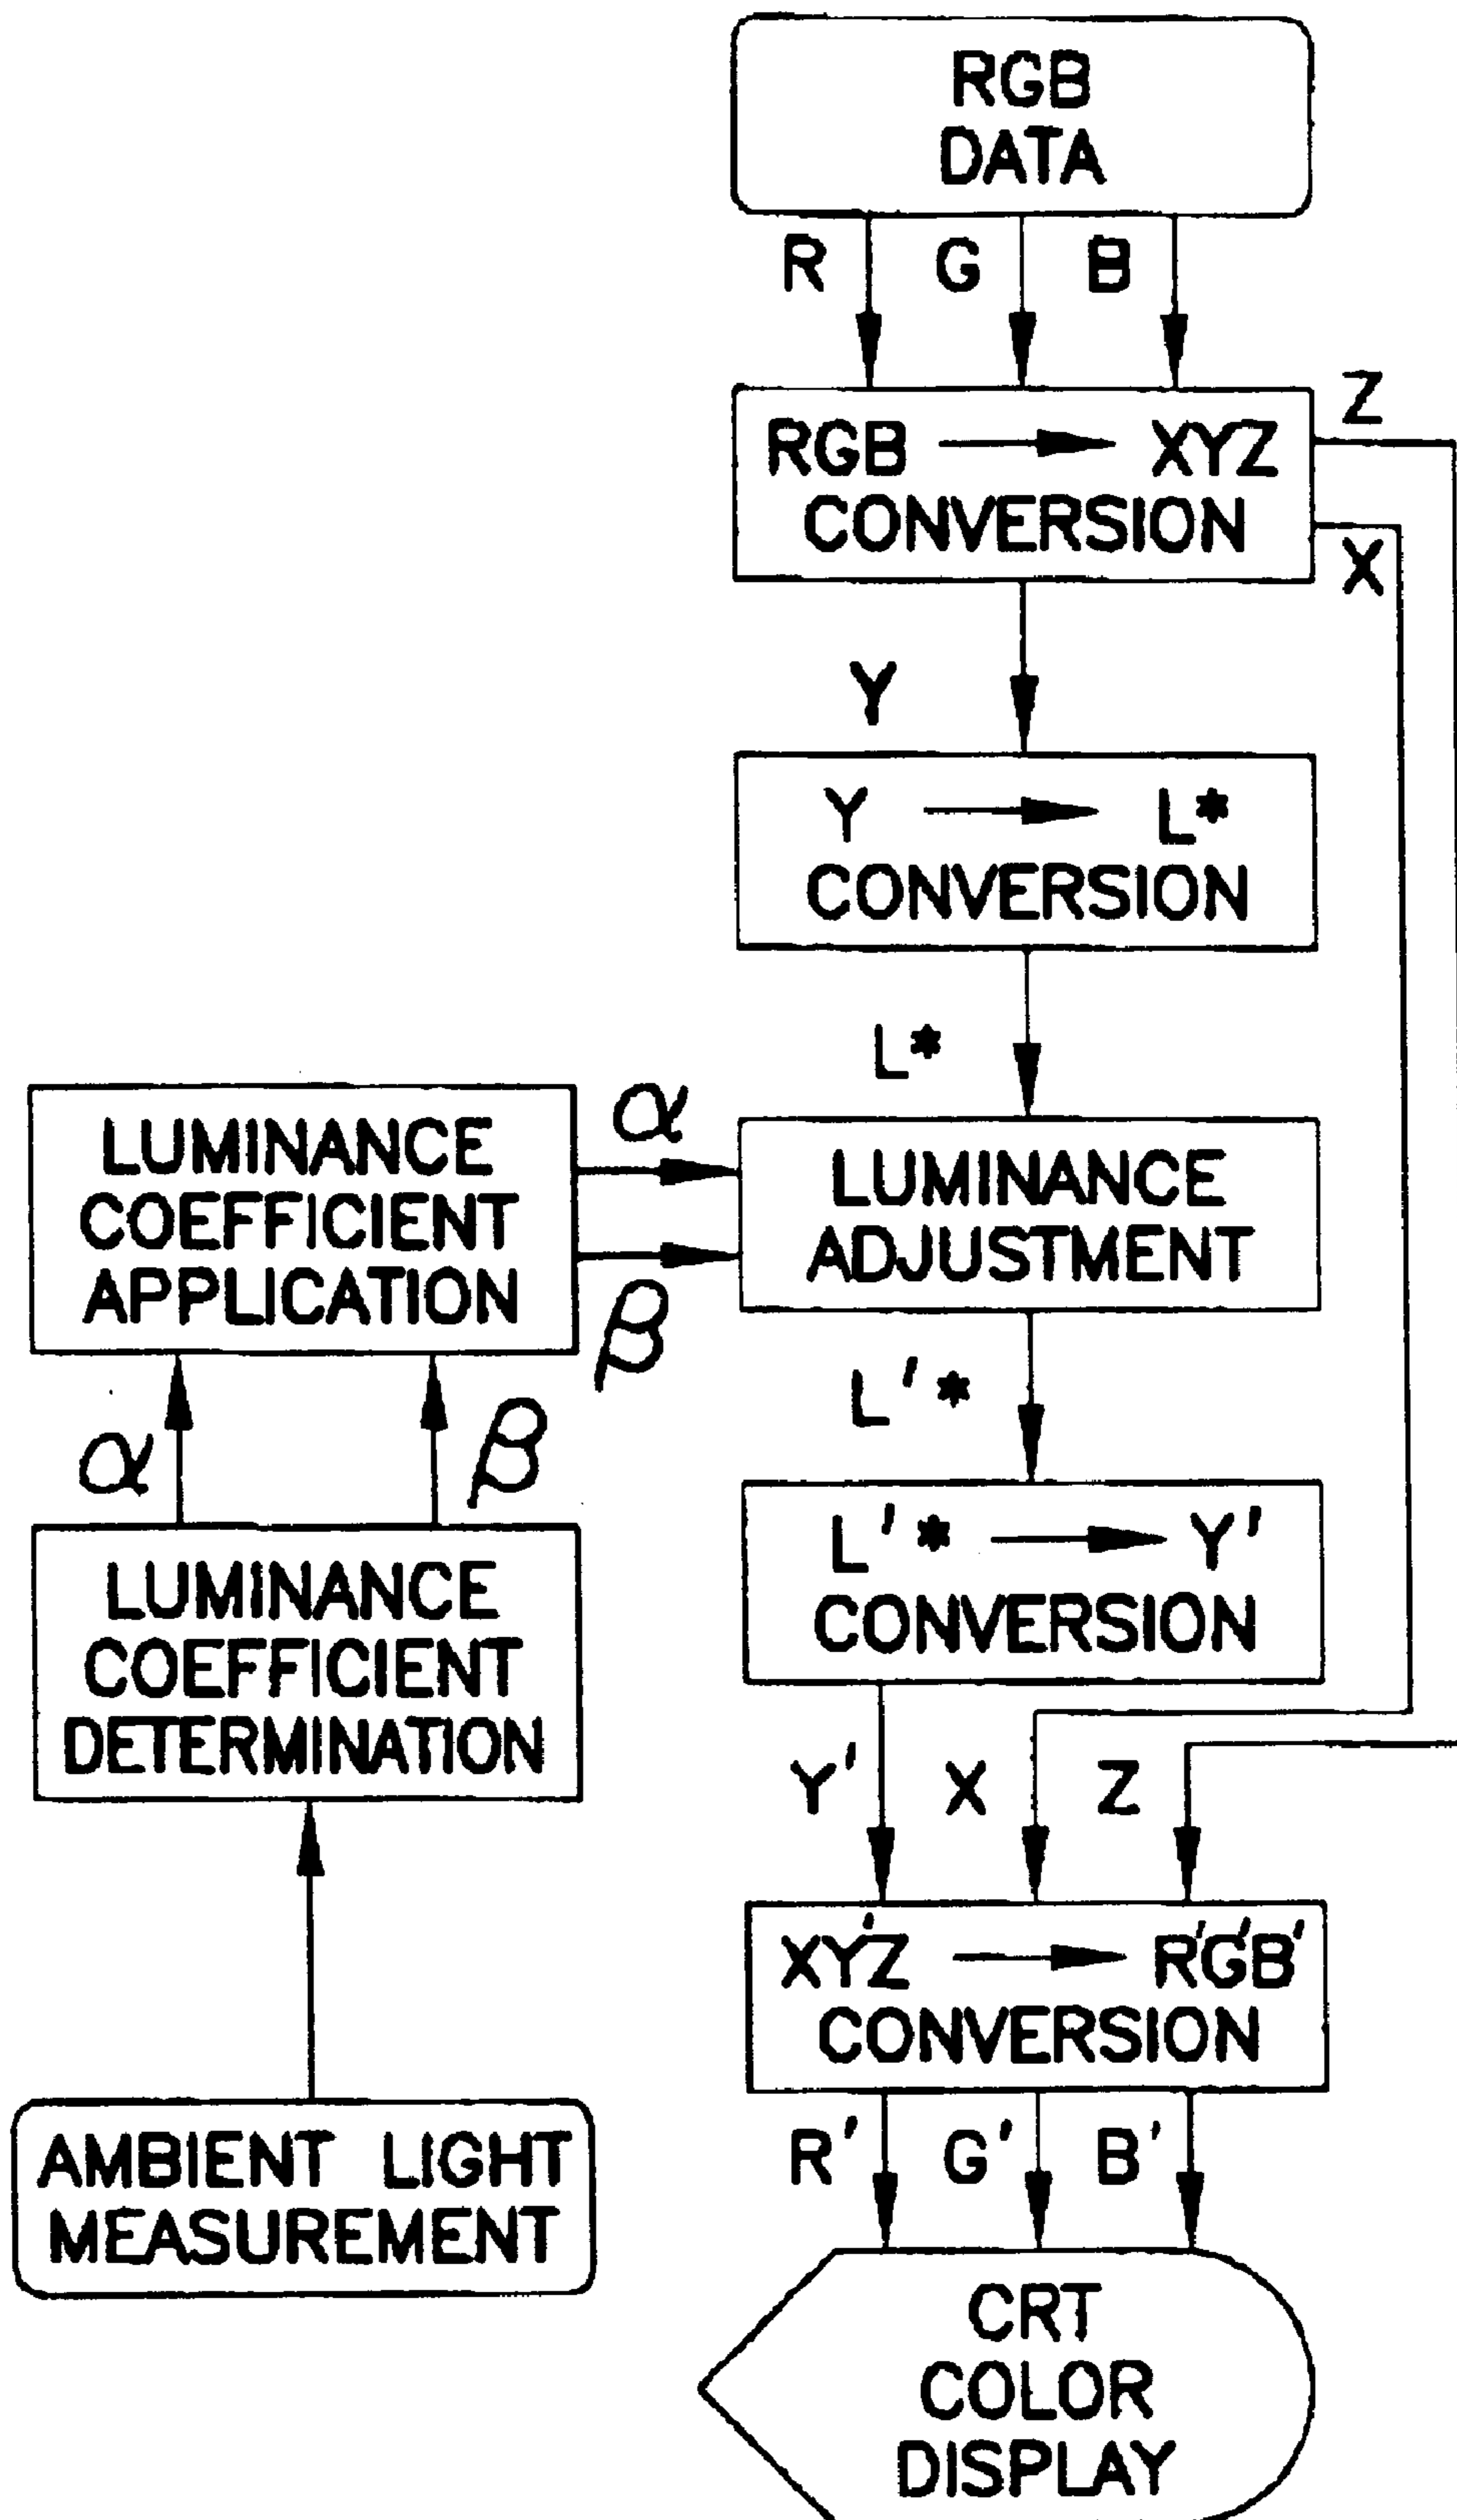 RGB
DATA
R G B
Z
RGB → XYZ
CONVERSION
X
Y
Y → L*
CONVERSION
L*
LUMINANCE
COEFFICIENT
APPLICATION
α
β
LUMINANCE
ADJUSTMENT
L'*
α β
L'* → Y'
CONVERSION
LUMINANCE
COEFFICIENT
DETERMINATION
Y' X Z
XY'Z → R'G'B'
CONVERSION
R' G' B'
AMBIENT LIGHT
MEASUREMENT
CRT
COLOR
DISPLAY